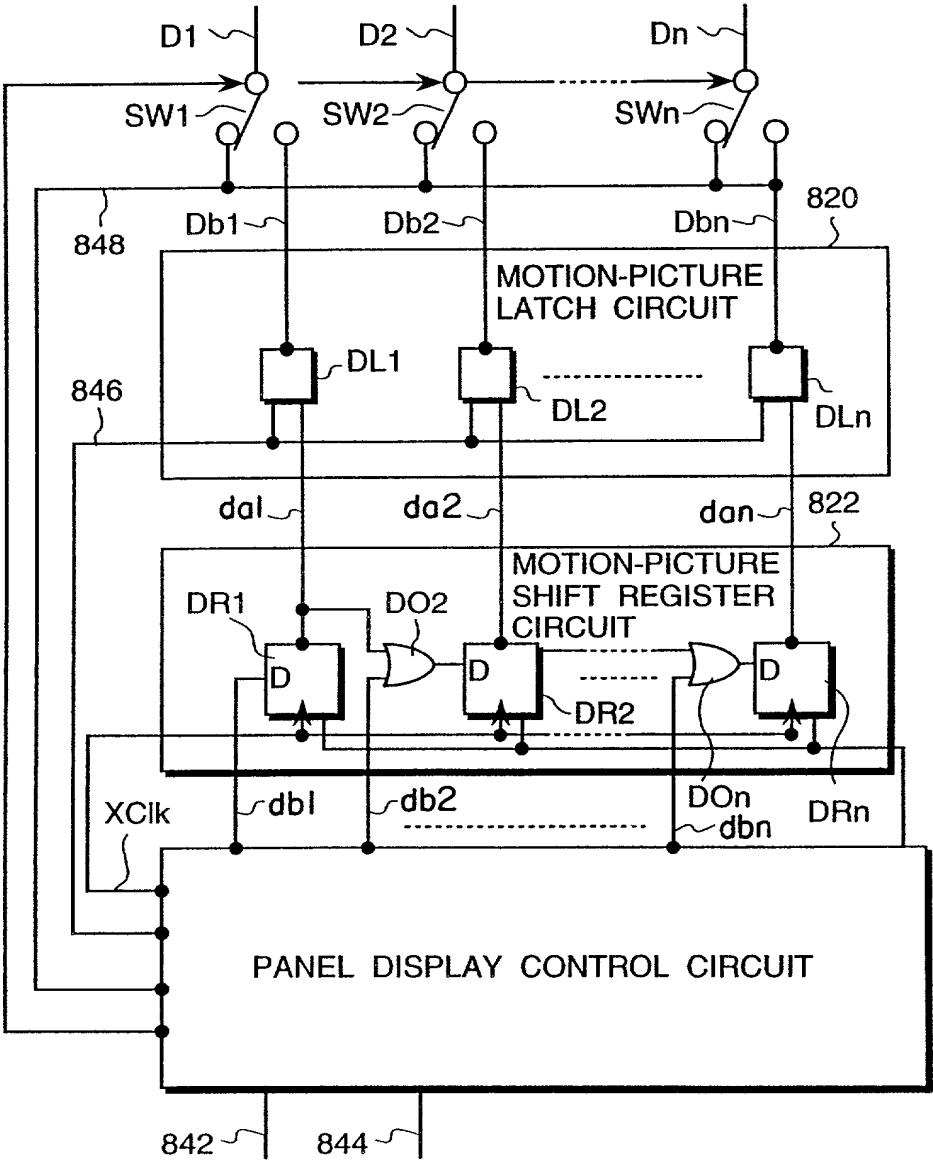 D1
D2
Dn
SW1
SW2
SWn
848
Db1
Db2
Dbn
820
MOTION-PICTURE
LATCH CIRCUIT
DL1
DL2
DLn
846
da1
da2
dan
822
MOTION-PICTURE
SHIFT REGISTER
CIRCUIT
DR1
DO2
D
D
D
DR2
DOn
DRn
XClk
db1
db2
dbn
PANEL DISPLAY CONTROL CIRCUIT
842
844